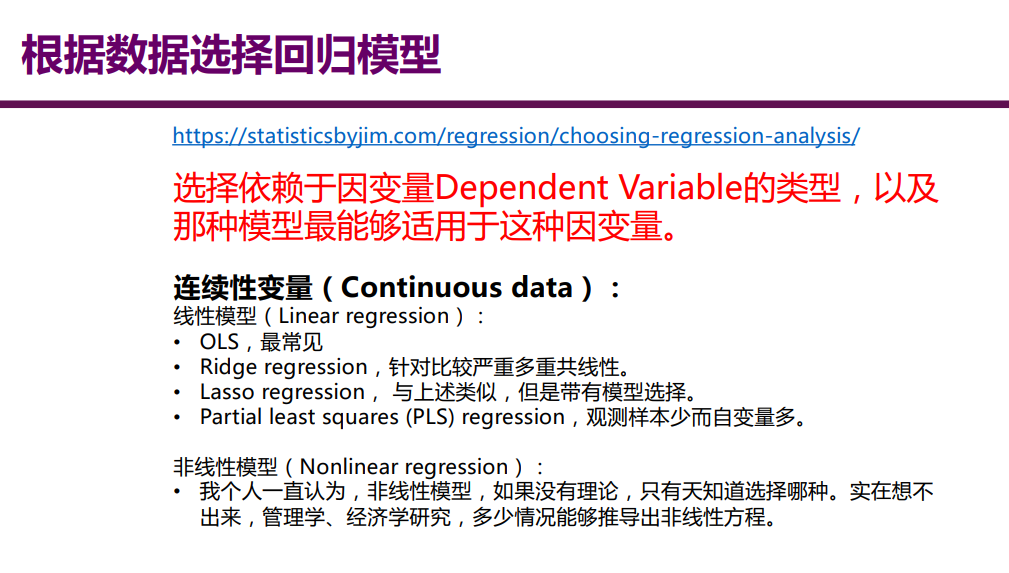 根据数据选择回归模型
https://statisticsbyjim.com/regression/choosing-regression-analysis/
选择依赖于因变量Dependent Variable的类型，以及
那种模型最能够适用于这种因变量。
连续性变量（Continuous data）：
线性模型（Linear regression）：
• OLS，最常见
• Ridge regression，针对比较严重多重共线性。
• Lasso regression， 与上述类似，但是带有模型选择。
• Partial least squares (PLS) regression，观测样本少而自变量多。
非线性模型（Nonlinear regression）：
• 我个人一直认为，非线性模型，如果没有理论，只有天知道选择哪种。实在想不
出来，管理学、经济学研究，多少情况能够推导出非线性方程。